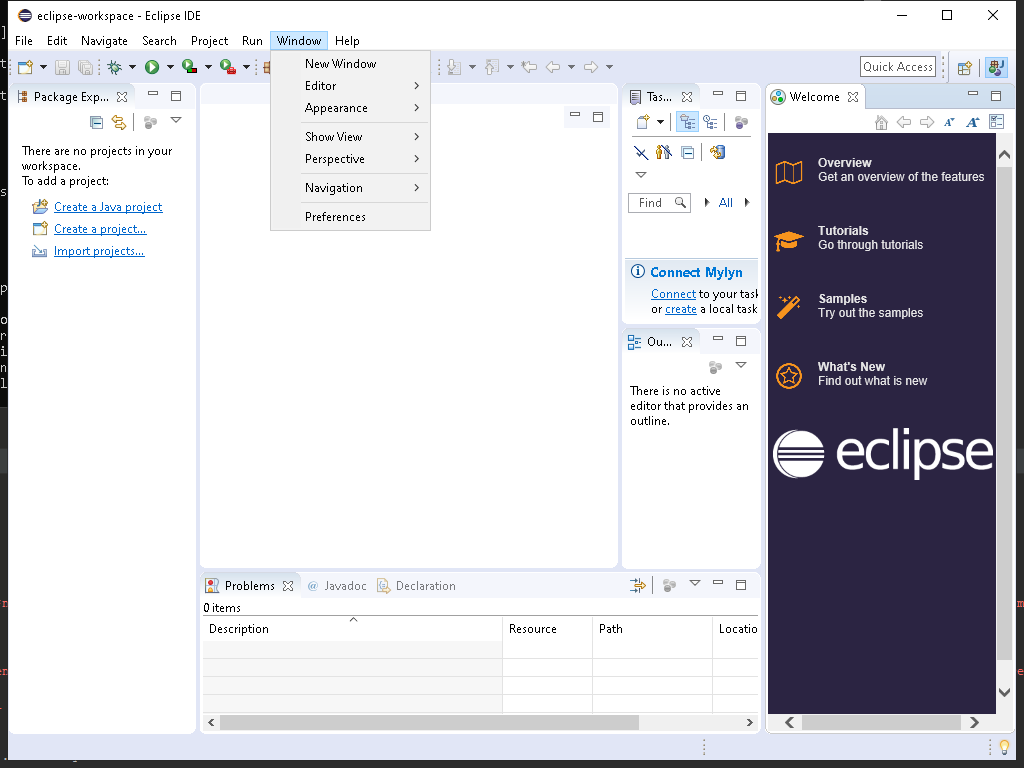 eclipse-workspace - Eclipse IDE
File Edit Navigate Search Project Run Window Help
Quick Access
New Window
Editor
Appearance
Show View
Perspective
Navigation
Preferences
Package Exp...
There are no projects in your
workspace.
To add a project:
Create a Java project
Create a project...
Import projects...
Tas...
Find
All
Connect Mylyn
Connect to your task
or create a local task
Ou...
There is no active
editor that provides an
outline.
Welcome
Overview
Get an overview of the features
Tutorials
Go through tutorials
Samples
Try out the samples
What's New
Find out what is new
eclipse
Problems @ Javadoc Declaration
0 items
Description Resource Path Locatio